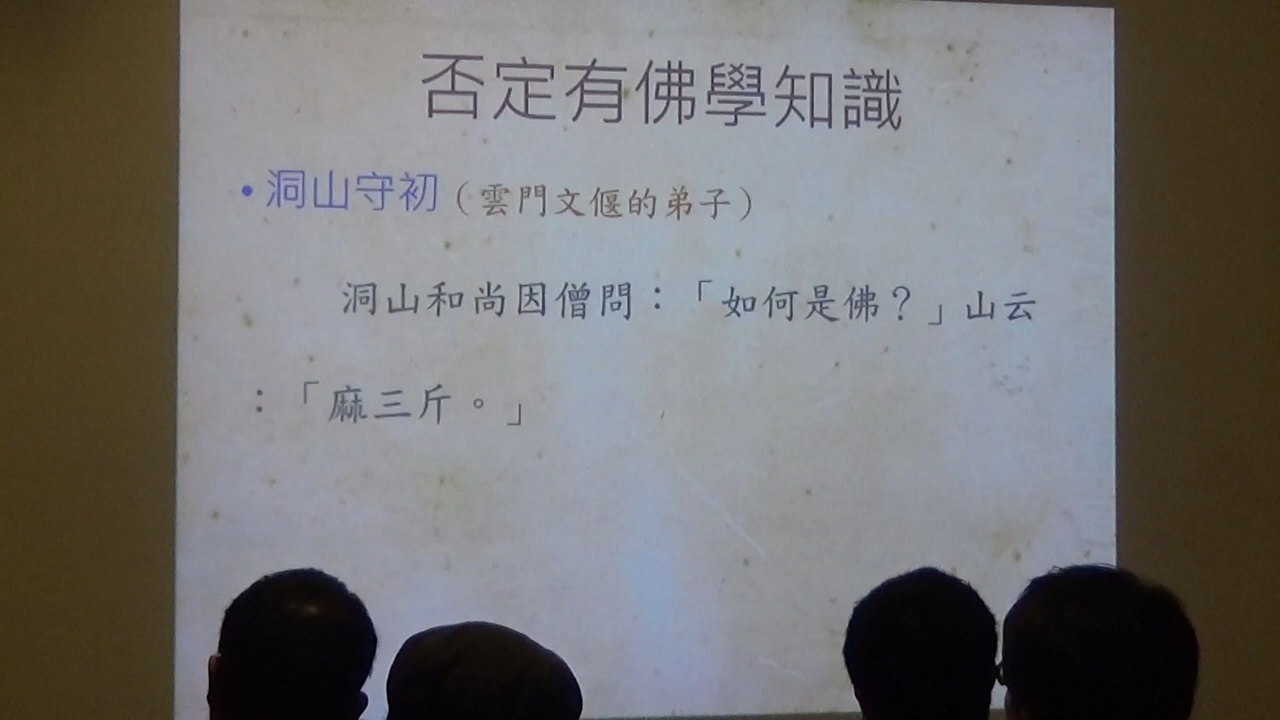 否定有佛學知識
• 洞山守初（雲門文偃的弟子）
洞山和尚因僧問：「如何是佛？」山云
：「麻三斤。」